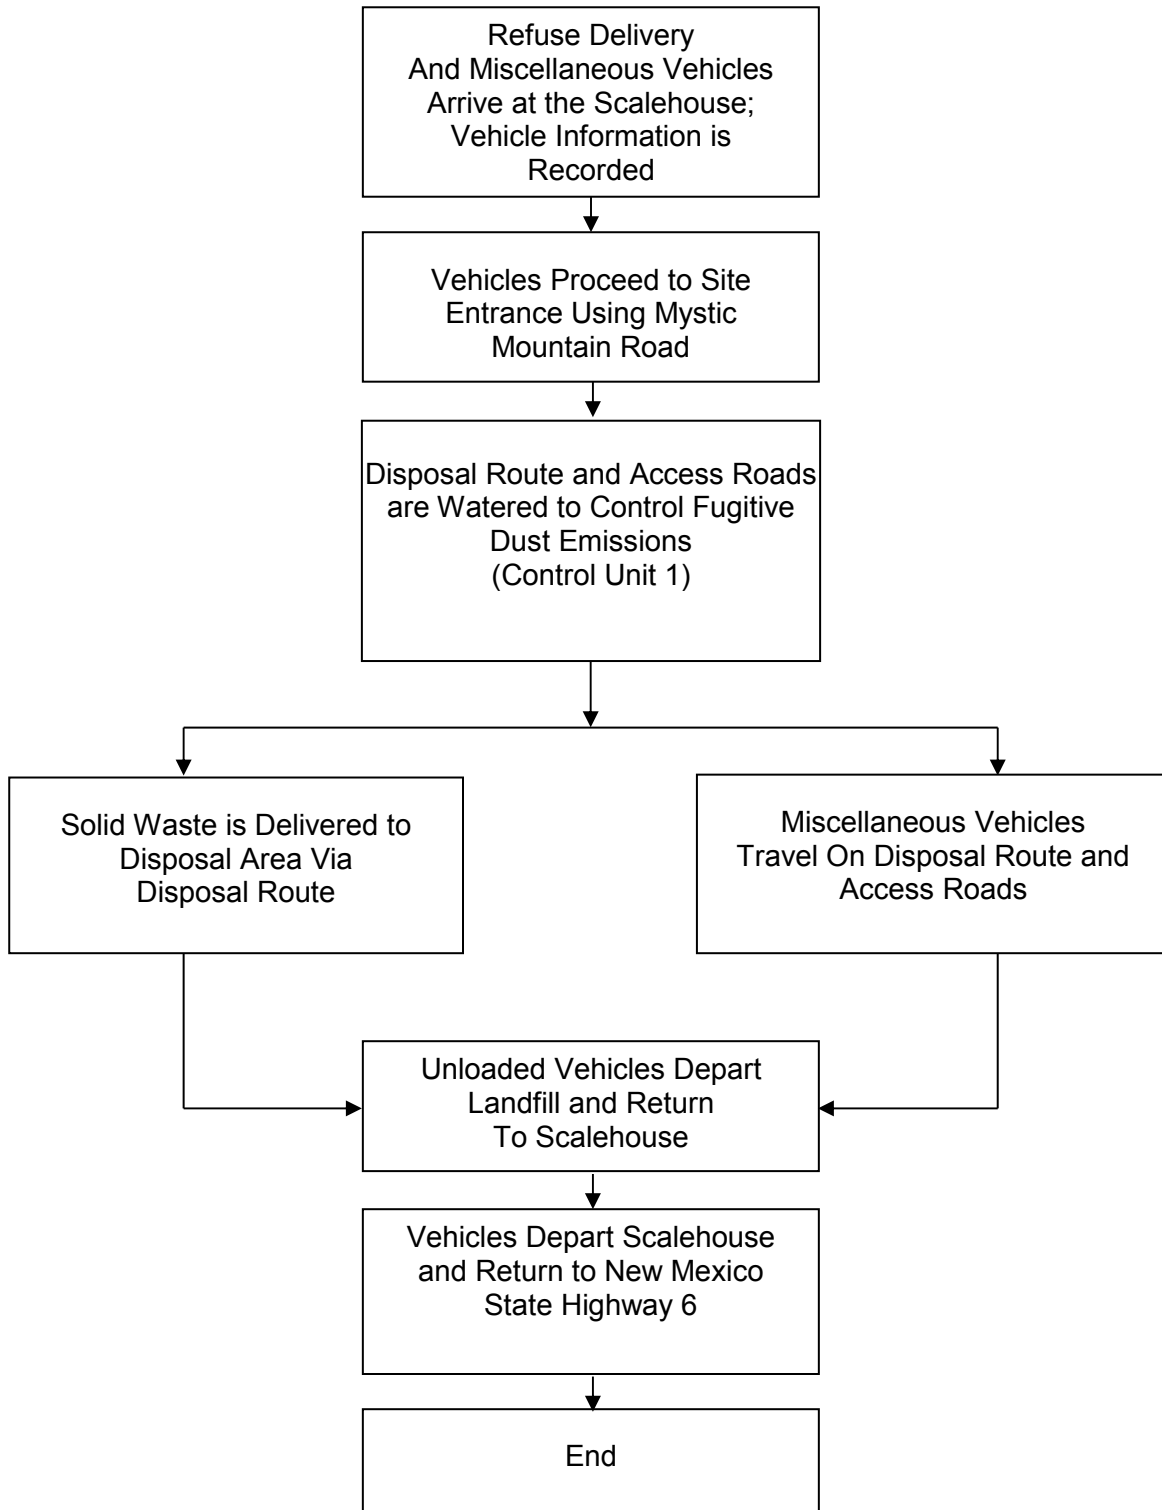 Refuse Delivery
And Miscellaneous Vehicles
Arrive at the Scalehouse;
Vehicle Information is
Recorded
Vehicles Proceed to Site
Entrance Using Mystic
Mountain Road
Disposal Route and Access Roads
are Watered to Control Fugitive
Dust Emissions
(Control Unit 1)
Solid Waste is Delivered to
Disposal Area Via
Disposal Route
Miscellaneous Vehicles
Travel On Disposal Route and
Access Roads
Unloaded Vehicles Depart
Landfill and Return
To Scalehouse
Vehicles Depart Scalehouse
and Return to New Mexico
State Highway 6
End